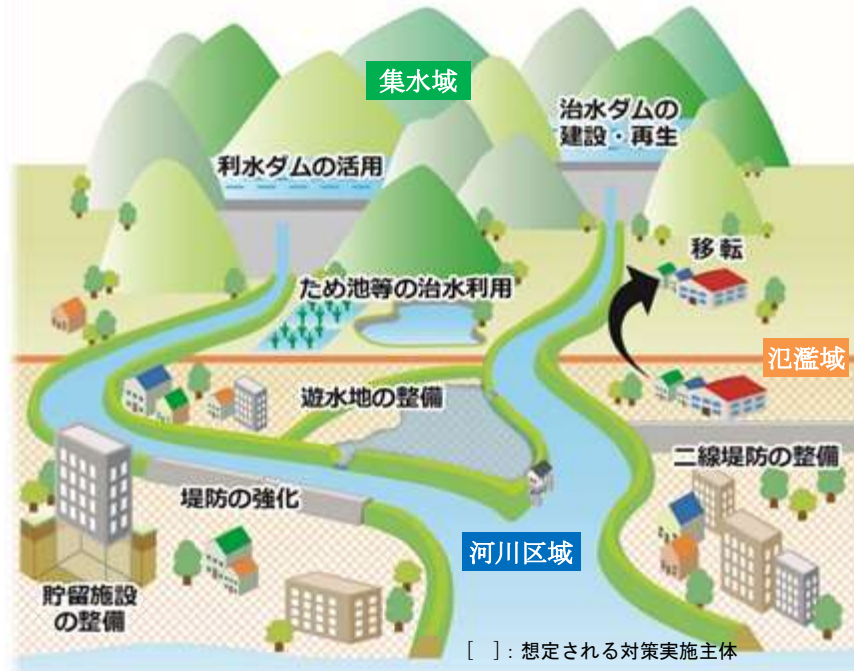 集水域
治水ダムの
建設・再生
利水ダムの活用
移転
ため池等の治水利用
氾濫域
遊水地の整備
二線堤防の整備
堤防の強化
河川区域
貯留施設
の整備
［　］：想定される対策実施主体